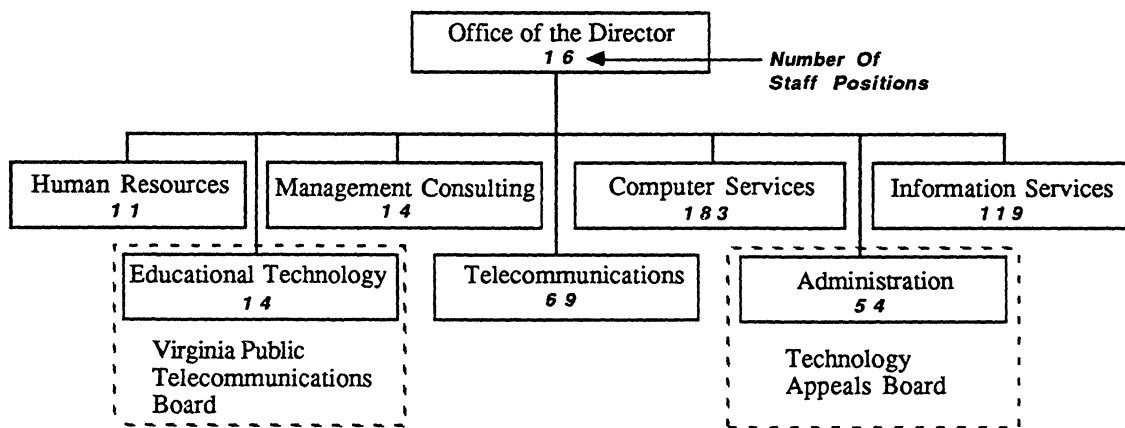 Office of the Director
16
Number Of
Staff Positions
Human Resources
11
Management Consulting
14
Computer Services
183
Information Services
119
Educational Technology
14
Telecommunications
69
Administration
54
Virginia Public
Telecommunications
Board
Technology
Appeals Board